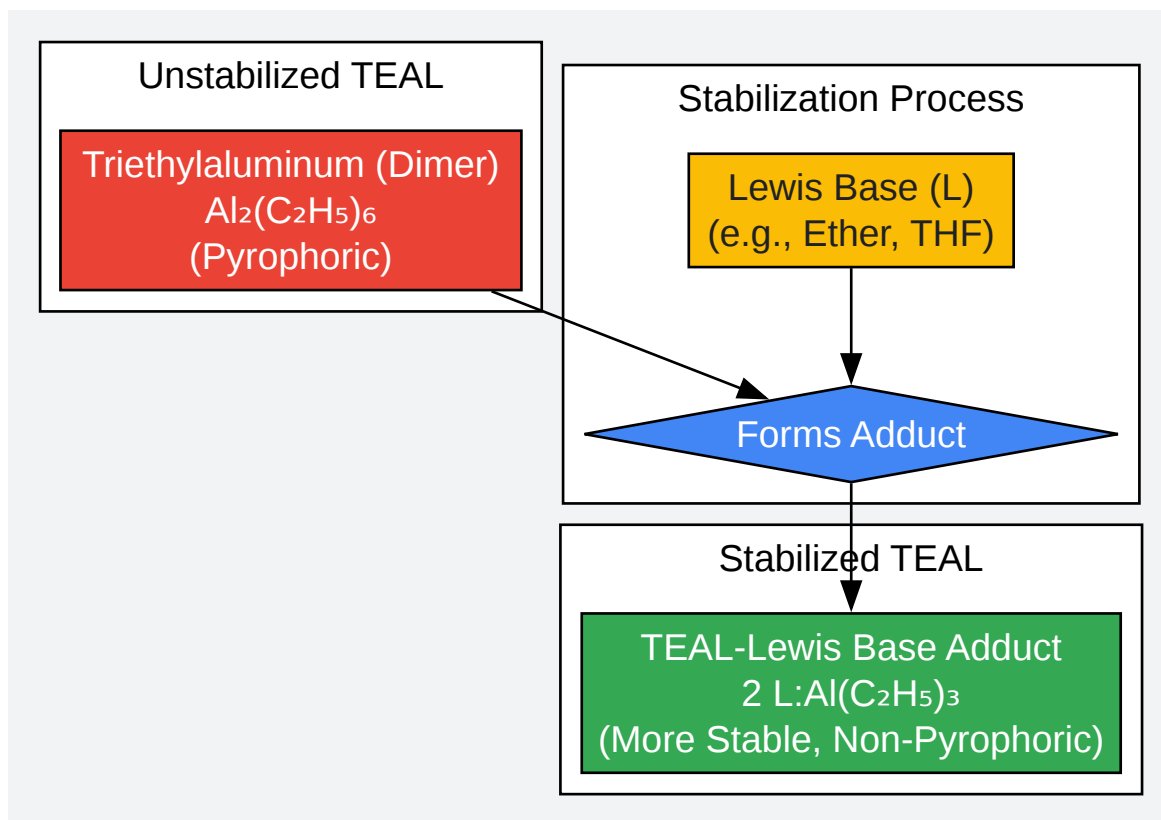 Unstabilized TEAL
Triethylaluminum (Dimer)
Al₂(C₂H₅)₆
(Pyrophoric)
Stabilization Process
Lewis Base (L)
(e.g., Ether, THF)
Forms Adduct
Stabilized TEAL
TEAL-Lewis Base Adduct
2 L:Al(C₂H₅)₃
(More Stable, Non-Pyrophoric)